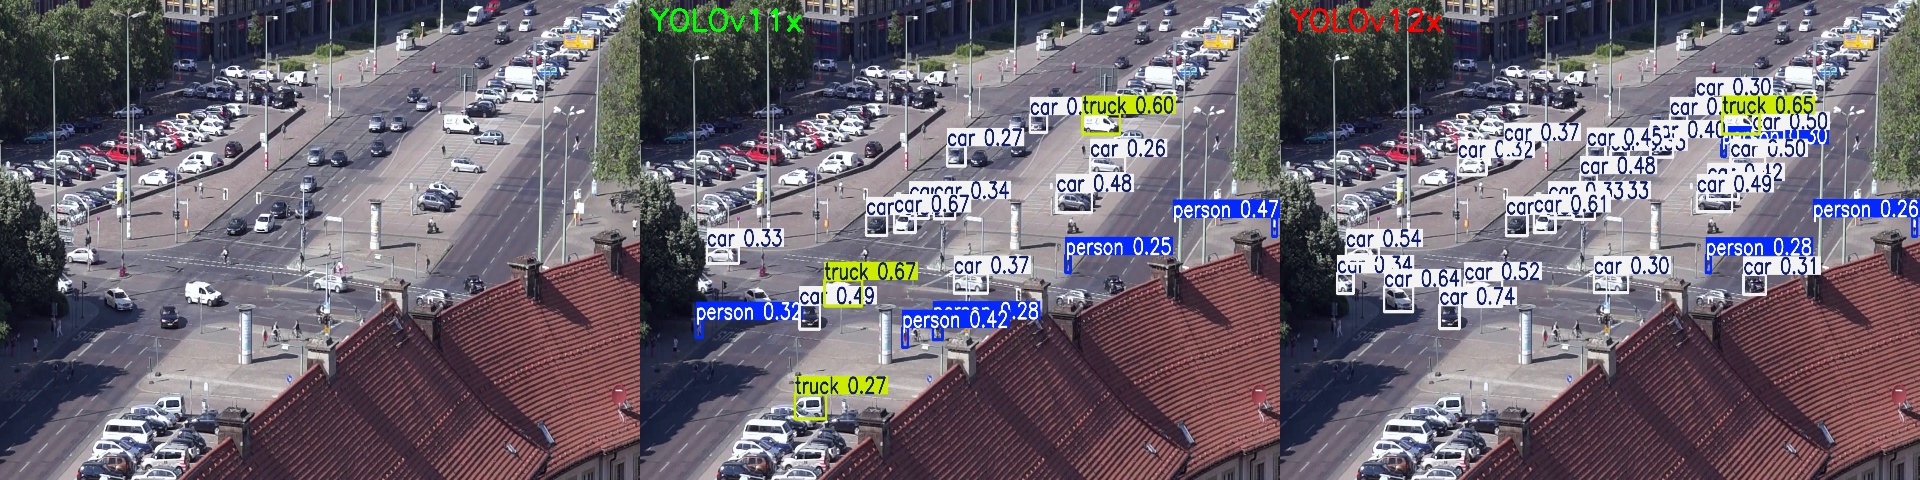 YOLOv11x
car 0.
truck 0.60
car 0.27
car 0.26
car 0.48
car 0.34
car
car 0.67
person 0.47
car 0.33
person 0.25
truck 0.67
car 0.37
car 0.49
person 0.32
person 0.42
0.28
truck 0.27
YOLOv12x
car 0.30
car 0.
truck 0.65
car 0.50
car 0.37
car 0.32
car 0.50
car 0.48
car 0.49
car 0.61
person 0.26
car 0.54
person 0.28
0.34
car 0.64
car 0.52
car 0.30
car 0.31
car 0.74